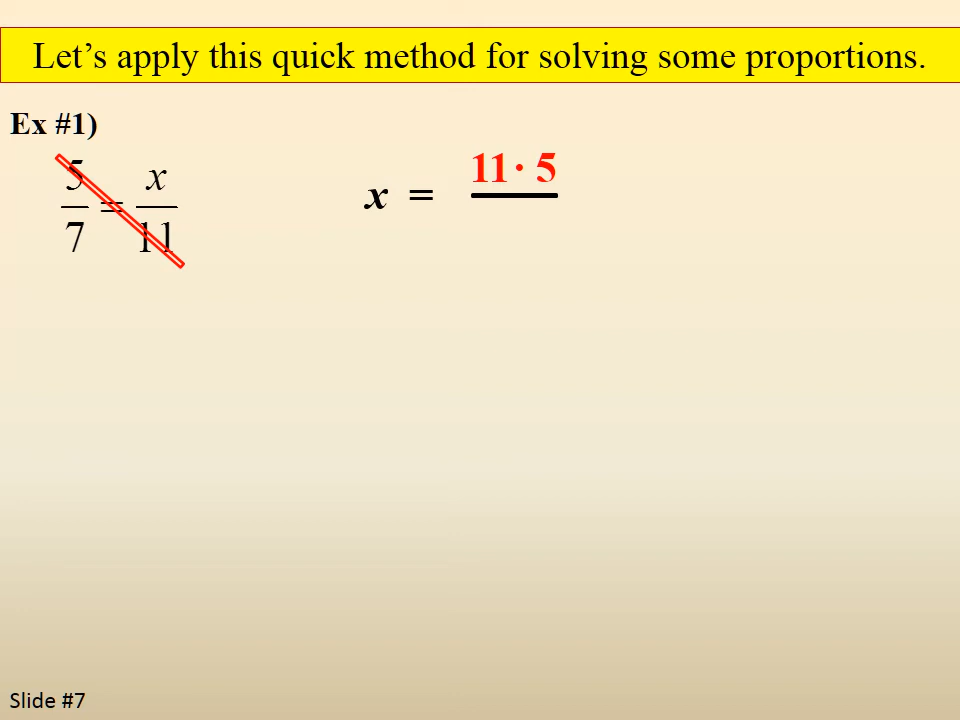 Let’s apply this quick method for solving some proportions.
Ex #1)
5/7 = x/11
x = 11 · 5
Slide #7